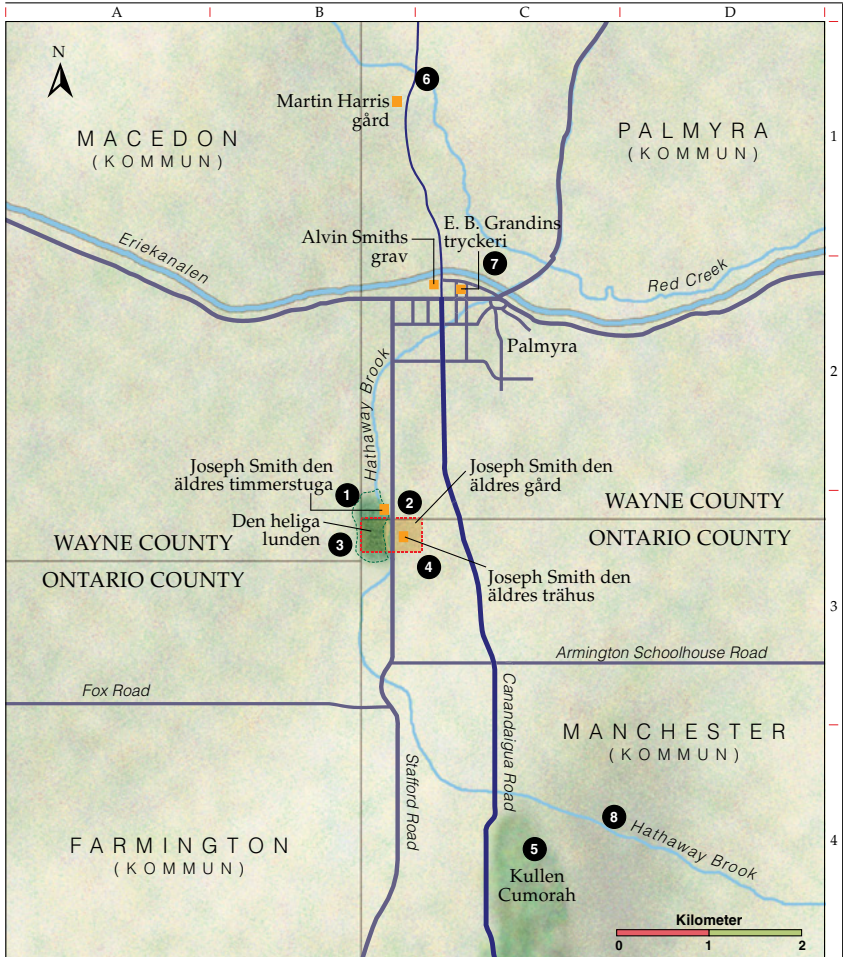 A B C D
N
6
Martin Harris
gård
MACEDON
(KOMMUN)
PALMYRA
(KOMMUN)
1
Eriekanalen
Alvin Smiths
grav
E. B. Grandins
tryckeri
7
Red Creek
Palmyra
2
Hathaway Brook
Joseph Smith den
äldres timmerstuga
1
2
Joseph Smith den
äldres gård
Den heliga
lunden
3
4
WAYNE COUNTY
ONTARIO COUNTY
WAYNE COUNTY
ONTARIO COUNTY
Joseph Smith den
äldres trähus
3
Armington Schoolhouse Road
Fox Road
Canandaigua Road
Stafford Road
MANCHESTER
(KOMMUN)
8
Hathaway Brook
4
FARMINGTON
(KOMMUN)
5
Kullen
Cumorah
Kilometer
0 1 2